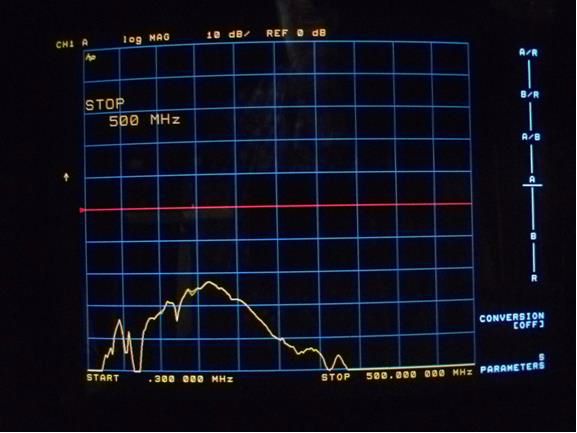 CH1 A log MAG 10 dB/ REF 0 dB
hp
STOP
500 MHz
A/R
B/R
A/B
A
B
R
CONVERSION
[OFF]
S
PARAMETERS
START .300 000 MHz STOP 500.000 000 MHz